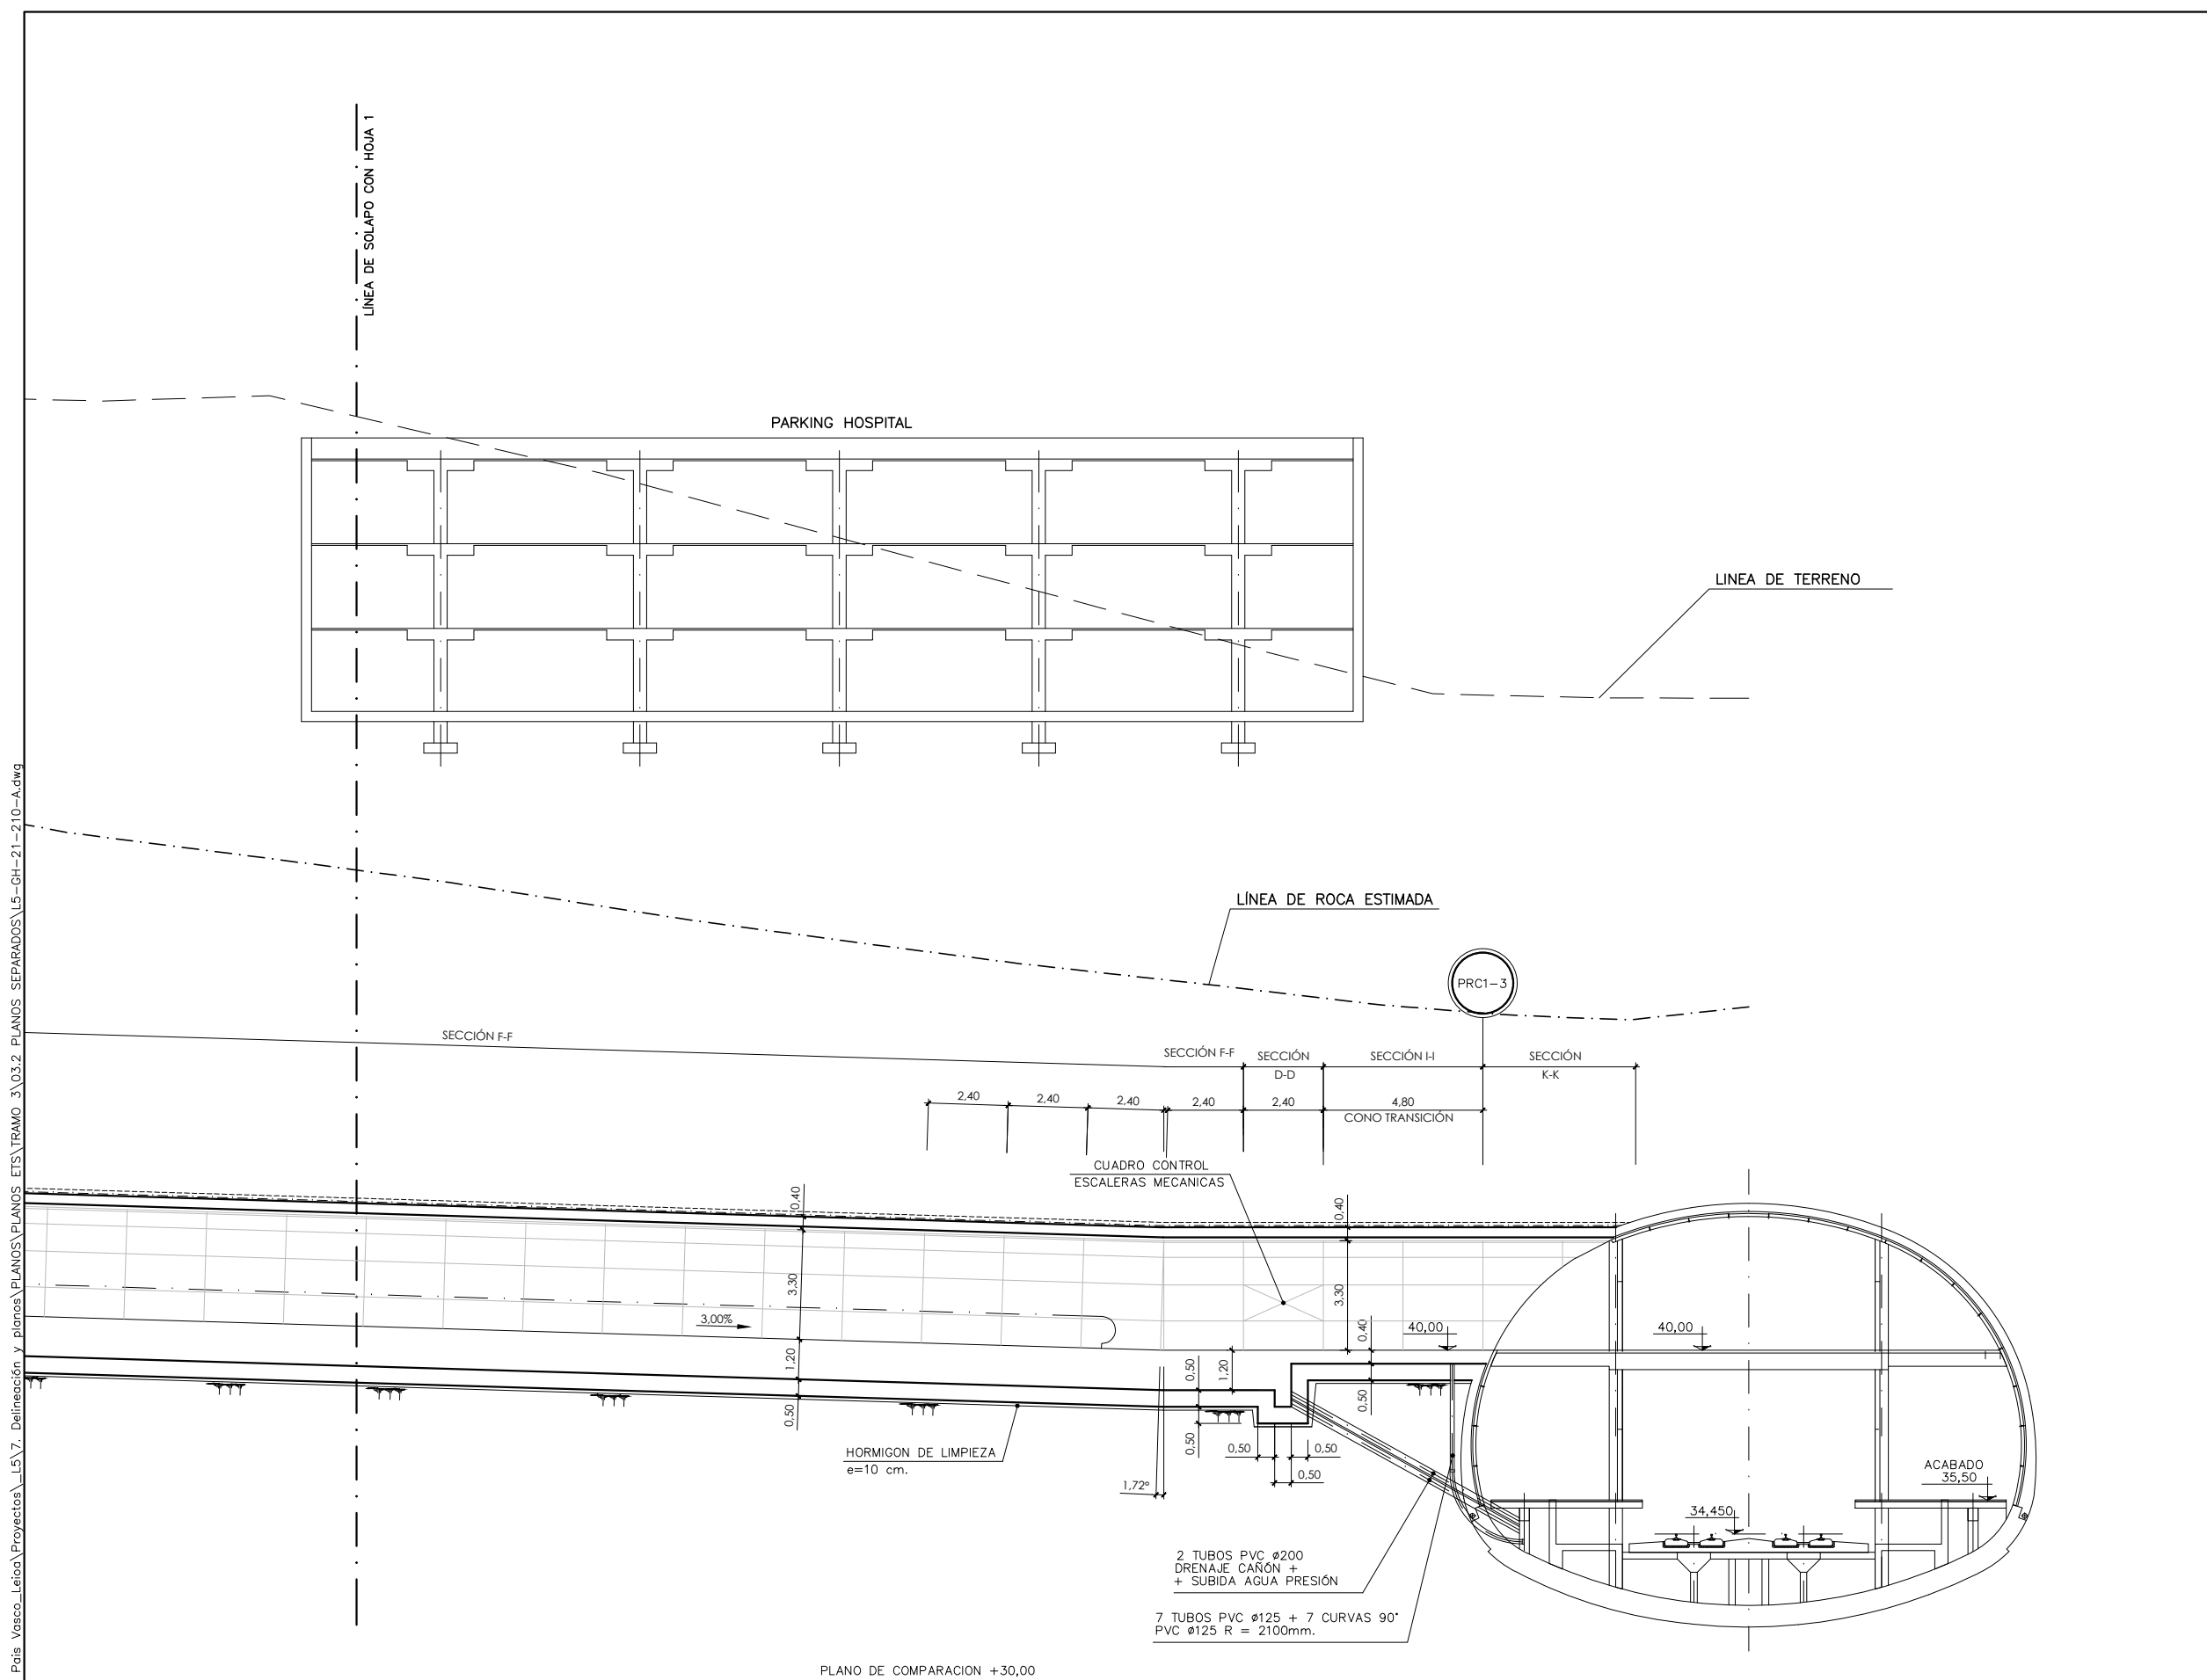 LÍNEA DE SOLAPO CON HOJA 1
PARKING HOSPITAL
LINEA DE TERRENO
LÍNEA DE ROCA ESTIMADA
PRC1-3
SECCIÓN F-F
SECCIÓN F-F
SECCIÓN
D-D
SECCIÓN I-I
SECCIÓN
K-K
2,40
2,40
2,40
2,40
2,40
4,80
CONO TRANSICIÓN
CUADRO CONTROL
ESCALERAS MECANICAS
0,40
3,30
1,20
0,50
3,00%
0,40
3,30
0,40
0,50
40,00
40,00
0,50
1,20
0,50
0,50
0,50
0,50
1,72º
HORMIGON DE LIMPIEZA
e=10 cm.
ACABADO
35,50
34,450
2 TUBOS PVC ø200
DRENAJE CAÑÓN +
+ SUBIDA AGUA PRESIÓN
7 TUBOS PVC ø125 + 7 CURVAS 90°
PVC ø125 R = 2100mm.
PLANO DE COMPARACION +30,00
País Vasco_Leioa\Proyectos\_L5\7. Delineación y planos\PLANOS\PLANOS ETS\TRAMO 3\03.2 PLANOS SEPARADOS\L5-GH-21-210-A.dwg